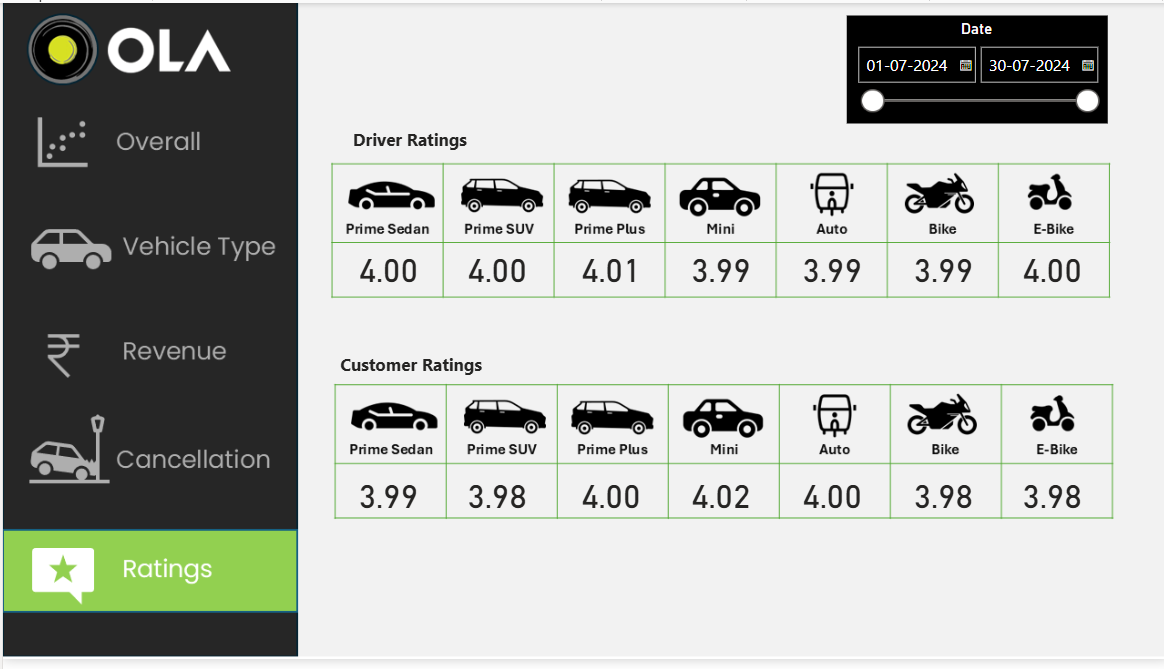 OLA
Overall
Vehicle Type
₹ Revenue
Cancellation
Ratings
Date
01-07-2024 30-07-2024
Driver Ratings
Prime Sedan Prime SUV Prime Plus Mini Auto Bike E-Bike
4.00 4.00 4.01 3.99 3.99 3.99 4.00
Customer Ratings
Prime Sedan Prime SUV Prime Plus Mini Auto Bike E-Bike
3.99 3.98 4.00 4.02 4.00 3.98 3.98